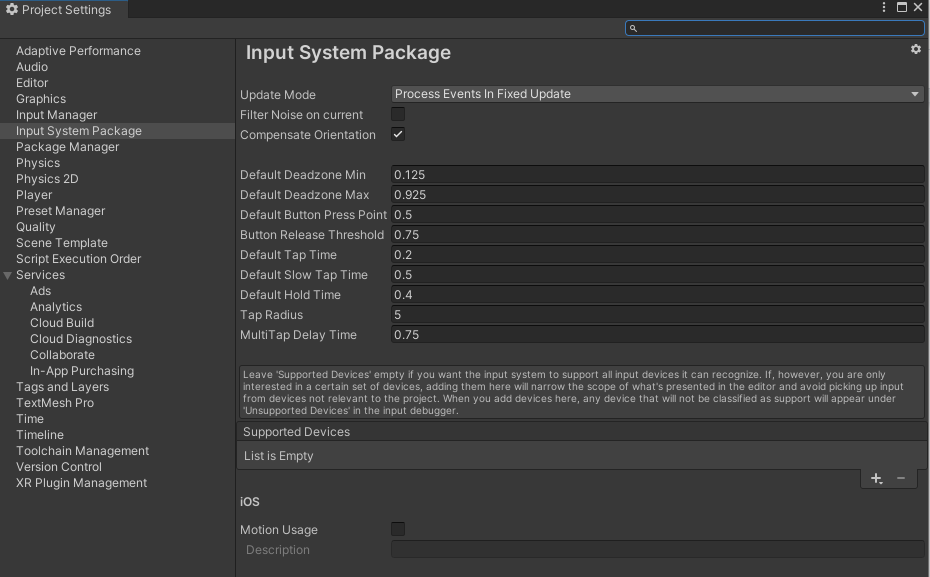 Project Settings
Adaptive Performance
Audio
Editor
Graphics
Input Manager
Input System Package
Package Manager
Physics
Physics 2D
Player
Preset Manager
Quality
Scene Template
Script Execution Order
Services
Ads
Analytics
Cloud Build
Cloud Diagnostics
Collaborate
In-App Purchasing
Tags and Layers
TextMesh Pro
Time
Timeline
Toolchain Management
Version Control
XR Plugin Management
Input System Package
Update Mode Process Events In Fixed Update
Filter Noise on current
Compensate Orientation
Default Deadzone Min 0.125
Default Deadzone Max 0.925
Default Button Press Point 0.5
Button Release Threshold 0.75
Default Tap Time 0.2
Default Slow Tap Time 0.5
Default Hold Time 0.4
Tap Radius 5
MultiTap Delay Time 0.75
Leave 'Supported Devices' empty if you want the input system to support all input devices it can recognize. If, however, you are only
interested in a certain set of devices, adding them here will narrow the scope of what's presented in the editor and avoid picking up input
from devices not relevant to the project. When you add devices here, any device that will not be classified as support will appear under
'Unsupported Devices' in the input debugger.
Supported Devices
List is Empty
iOS
Motion Usage
Description